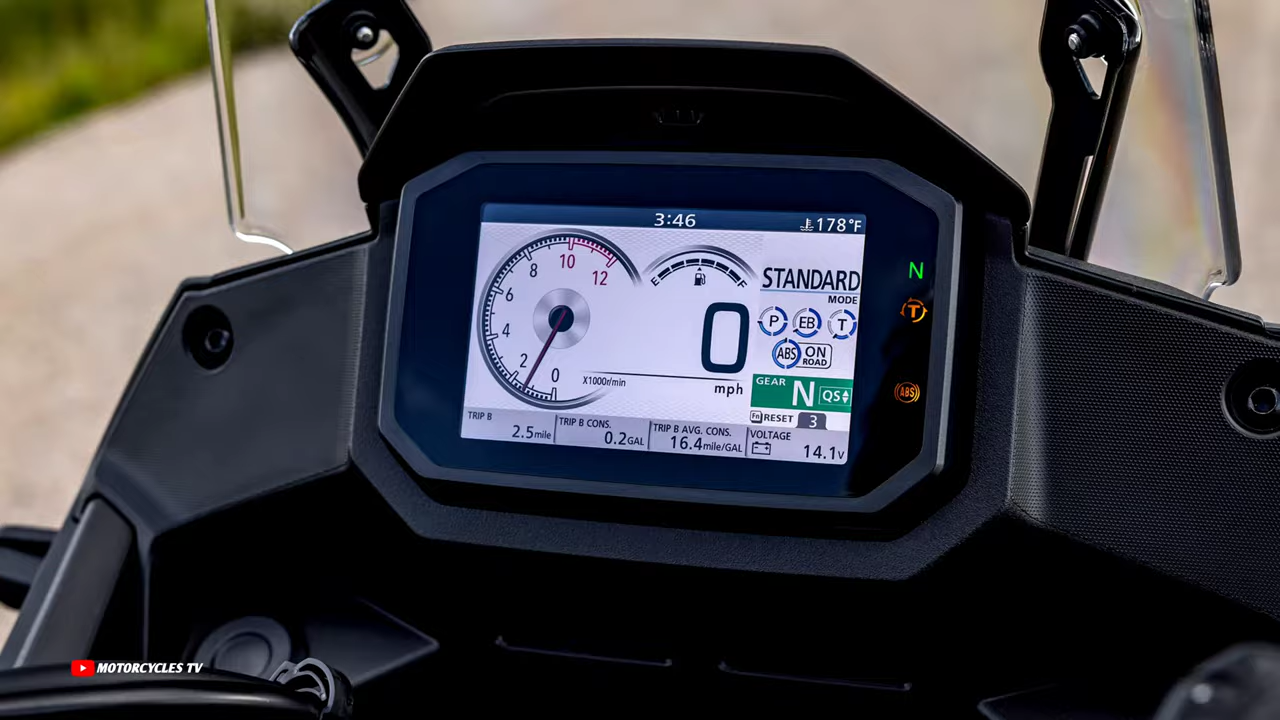 3:46
178°F
8
10
12
6
4
2
0
X1000r/min
E
F
0
mph
STANDARD
MODE
P
EB
T
ABS
ON
ROAD
GEAR
N
QS
Fn
RESET
3
TRIP B
2.5mile
TRIP B CONS.
0.2GAL
TRIP B AVG. CONS.
16.4mile/GAL
VOLTAGE
14.1V
N
T
ABS
MOTORCYCLES TV